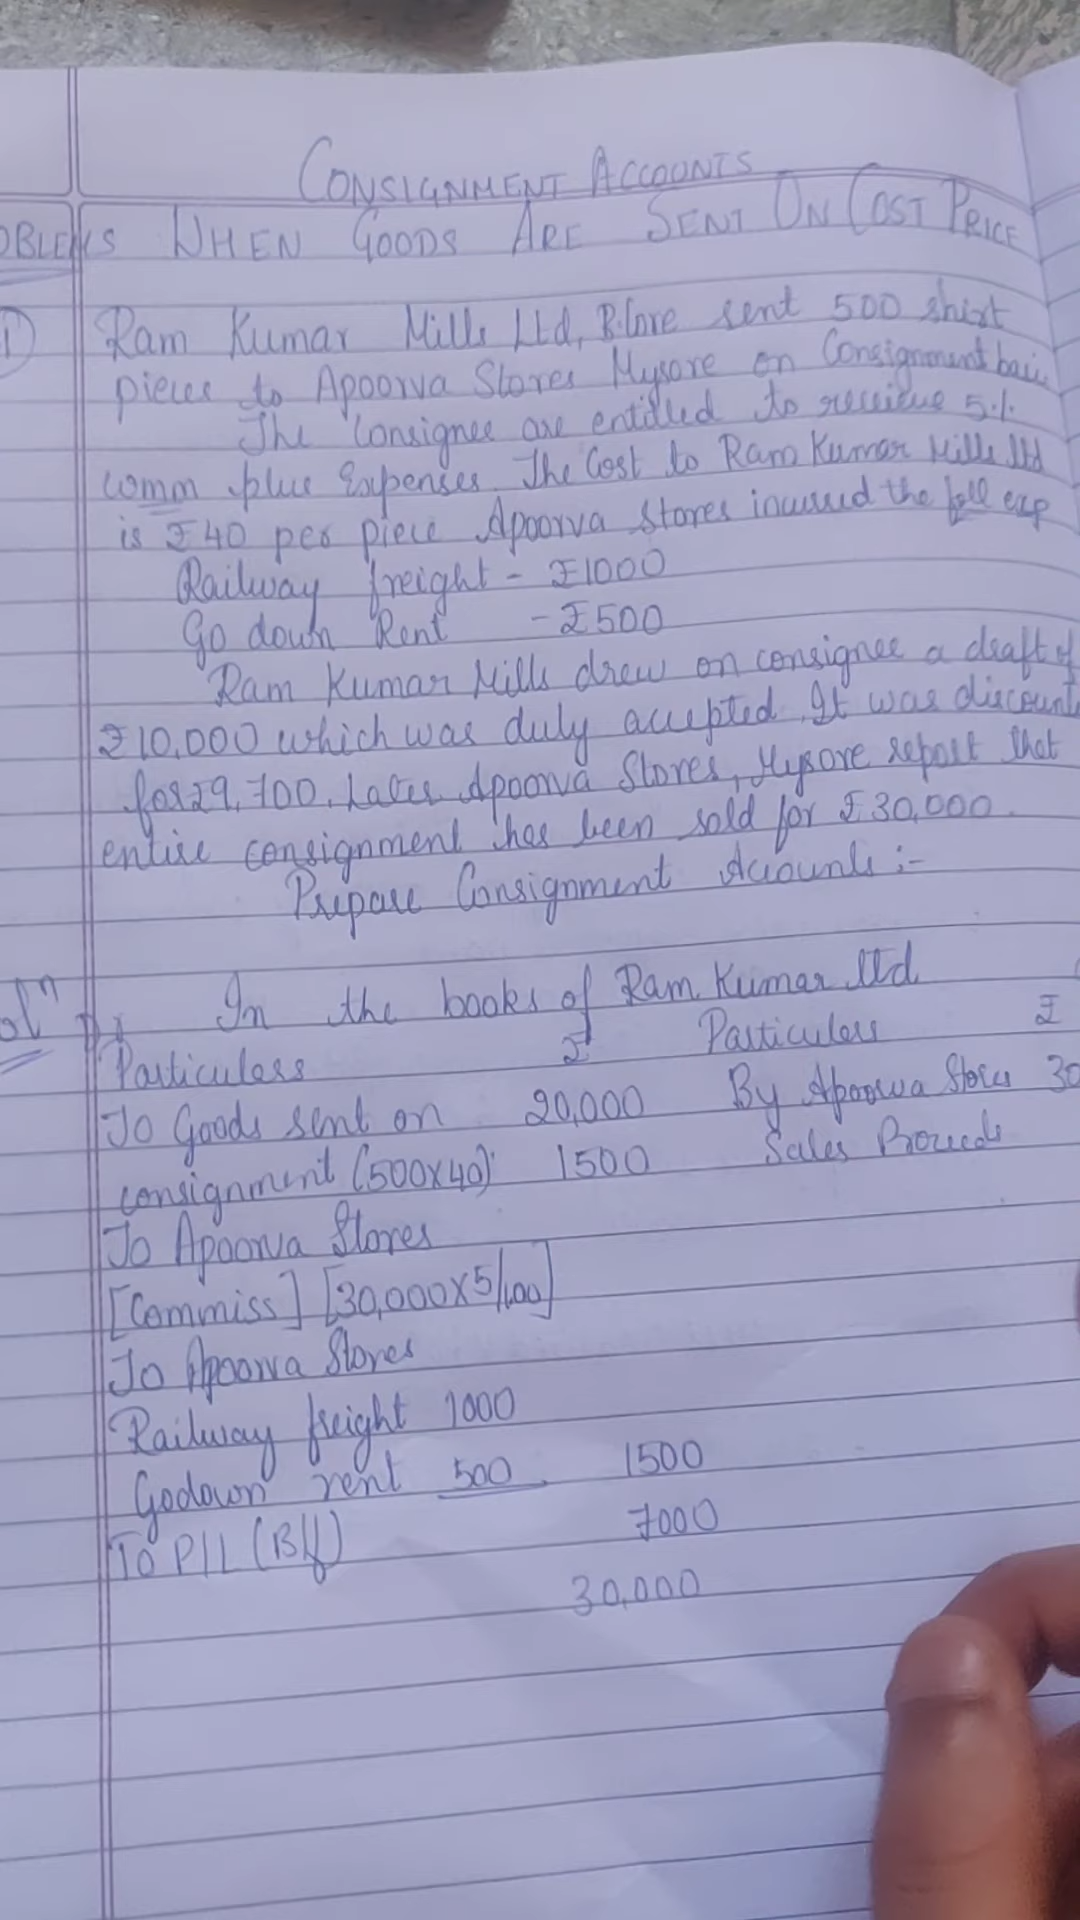 CONSIGNMENT ACCOUNTS
OBLEMS WHEN GOODS ARE SENT ON COST PRICE
1) Ram Kumar Mills Ltd, B.lore sent 500 shirt
pieces to Apoorva Stores Mysore on Consignment
The Consignee are entitled to receive 5%
comm plus Expenses. The Cost to Ram Kumar Mills ltd
is ₹40 per piece Apoorva Stores incurred the foll exp
Railway freight - ₹1000
Go down Rent - ₹500
Ram Kumar Mills drew on consignee a draft of
₹10,000 which was duly accepted. It was discount
for ₹9,700. Later Apoorva Stores, Mysore report that
entire consignment has been sold for ₹30,000.
Prepare Consignment Accounts :-
olⁿ In the books of Ram Kumar ltd
Dr
Particulars ₹ Particulars ₹
To Goods sent on 20,000 By Apoorva Stores 30
consignment (500x40) 1500 Sales Proceeds
To Apoorva Stores
[Commiss] [30,000x5/100]
To Apoorva Stores
Railway freight 1000
Godown rent 500 1500
To P/L (B/f) 7000
30,000